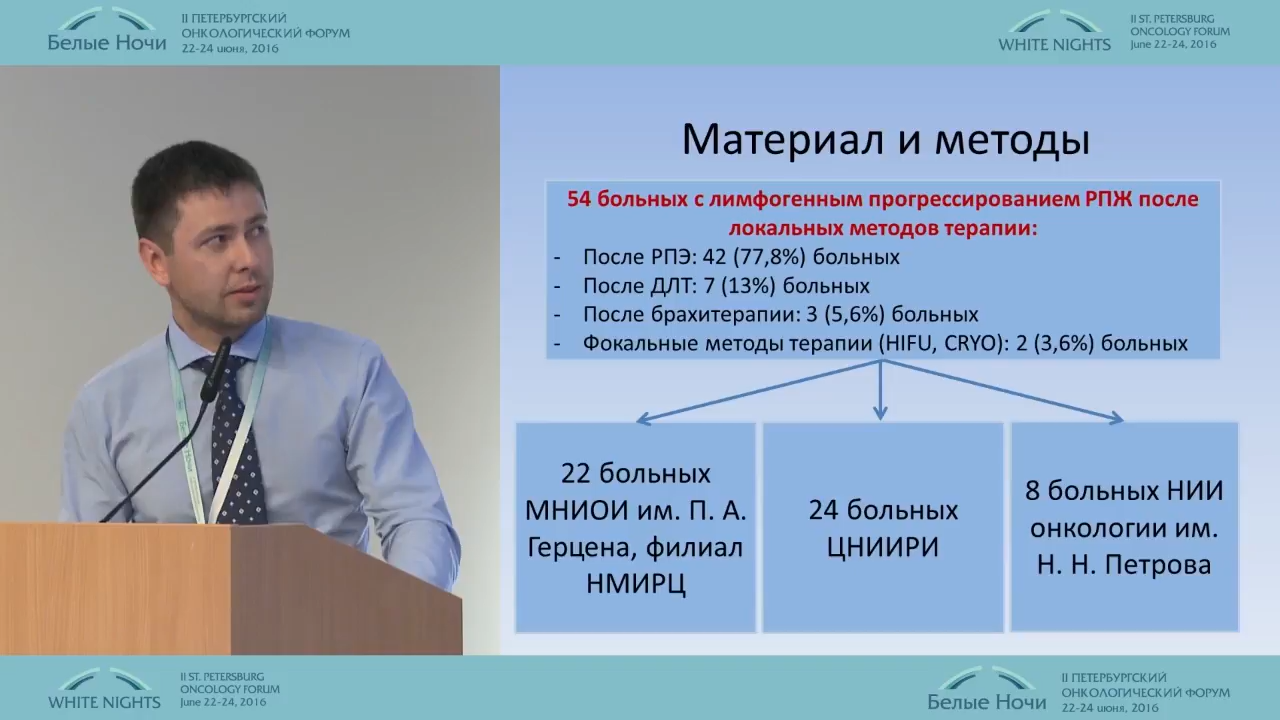 Белые Ночи
II ПЕТЕРБУРГСКИЙ
ОНКОЛОГИЧЕСКИЙ ФОРУМ
22-24 июня, 2016
WHITE NIGHTS
II ST. PETERSBURG
ONCOLOGY FORUM
June 22-24, 2016
Материал и методы
54 больных с лимфогенным прогрессированием РПЖ после
локальных методов терапии:
- После РПЭ: 42 (77,8%) больных
- После ДЛТ: 7 (13%) больных
- После брахитерапии: 3 (5,6%) больных
- Фокальные методы терапии (HIFU, CRYO): 2 (3,6%) больных
22 больных
МНИОИ им. П. А.
Герцена, филиал
НМИРЦ
24 больных
ЦНИИРИ
8 больных НИИ
онкологии им.
Н. Н. Петрова
WHITE NIGHTS
II ST. PETERSBURG
ONCOLOGY FORUM
June 22-24, 2016
Белые Ночи
II ПЕТЕРБУРГСКИЙ
ОНКОЛОГИЧЕСКИЙ ФОРУМ
22-24 июня, 2016